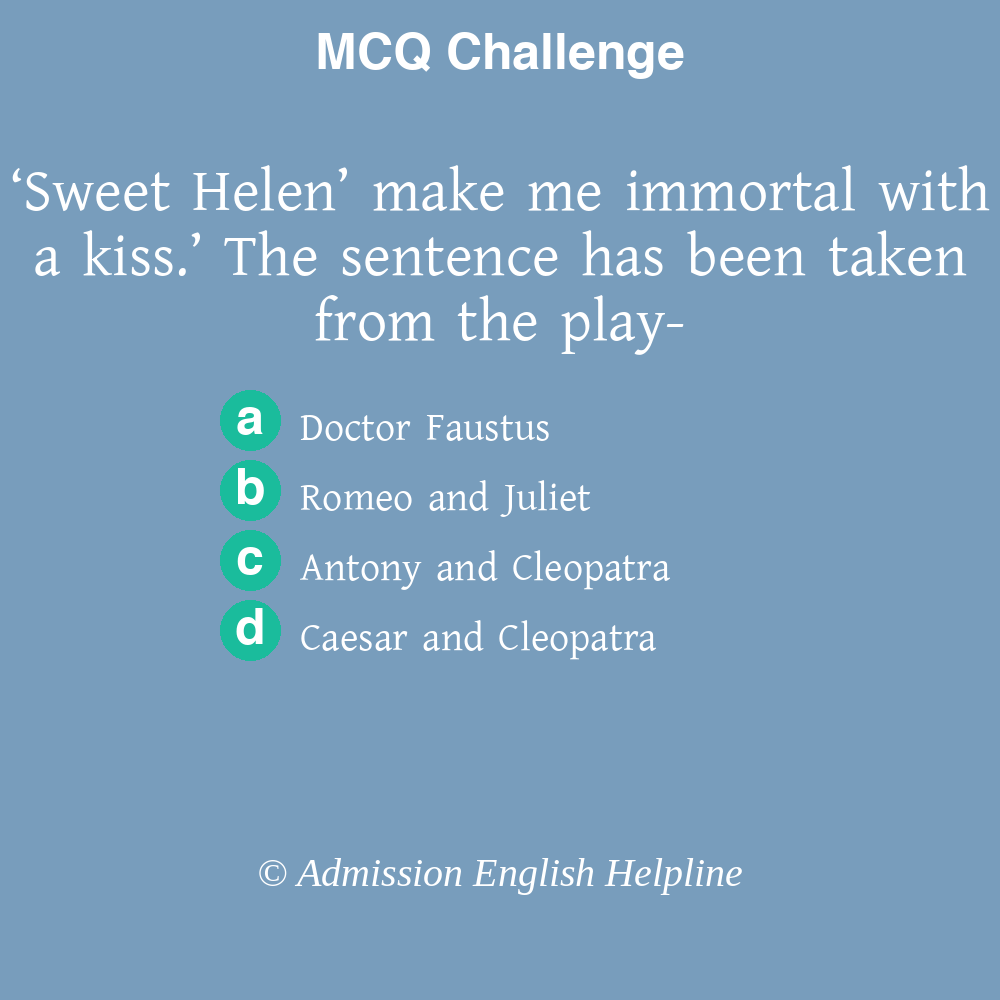 MCQ Challenge
‘Sweet Helen’ make me immortal with
a kiss.’ The sentence has been taken
from the play-
a Doctor Faustus
b Romeo and Juliet
c Antony and Cleopatra
d Caesar and Cleopatra
© Admission English Helpline